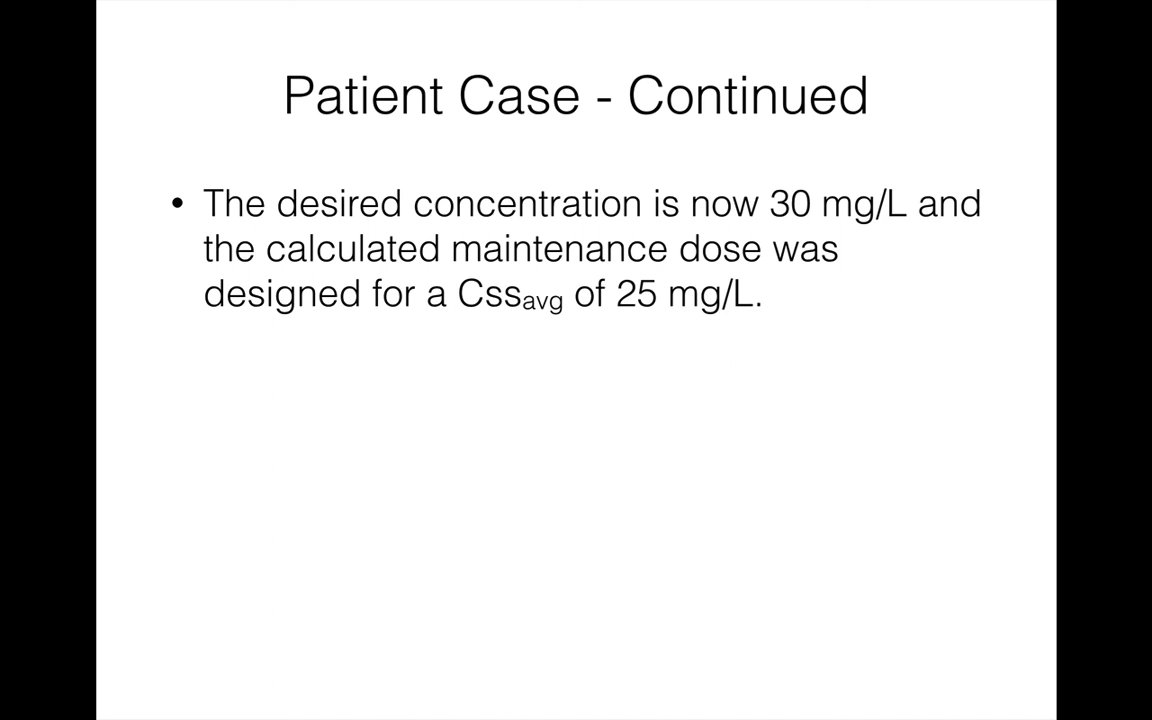 Patient Case - Continued
• The desired concentration is now 30 mg/L and
the calculated maintenance dose was
designed for a Cssavg of 25 mg/L.